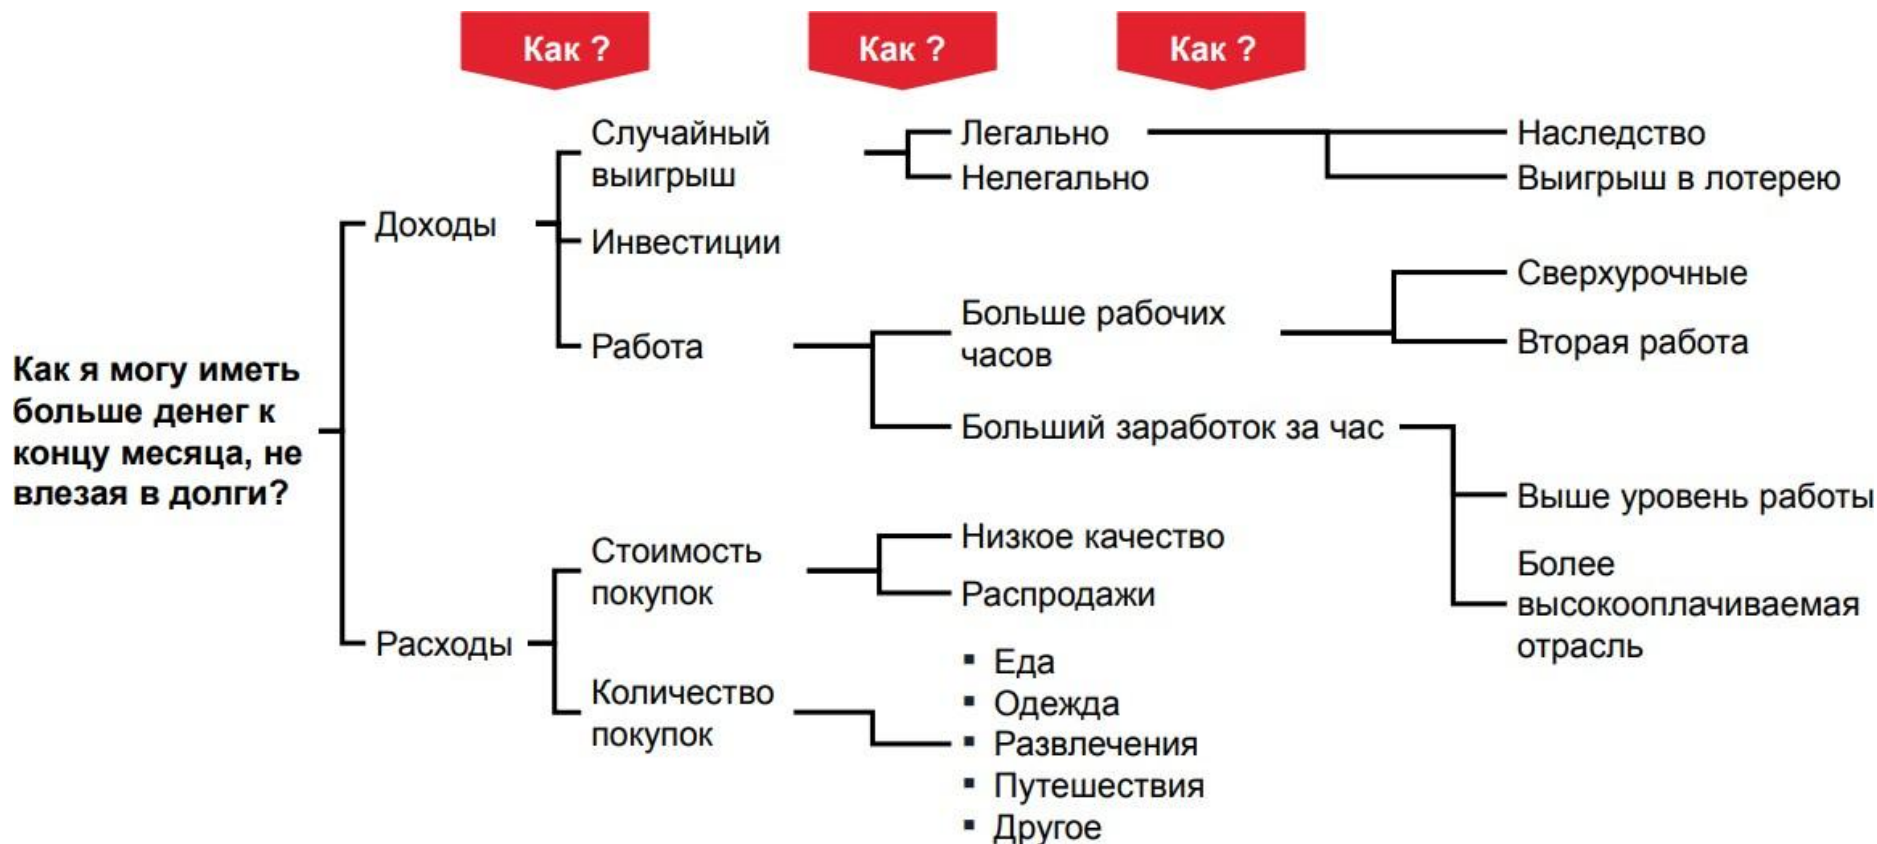 Как ?
Как ?
Как ?
Случайный
выигрыш
Легально
Нелегально
Наследство
Выигрыш в лотерею
Доходы
Инвестиции
Работа
Больше рабочих
часов
Сверхурочные
Вторая работа
Больший заработок за час
Выше уровень работы
Более
высокооплачиваемая
отрасль
Как я могу иметь
больше денег к
концу месяца, не
влезая в долги?
Расходы
Стоимость
покупок
Низкое качество
Распродажи
Количество
покупок
▪ Еда
▪ Одежда
▪ Развлечения
▪ Путешествия
▪ Другое